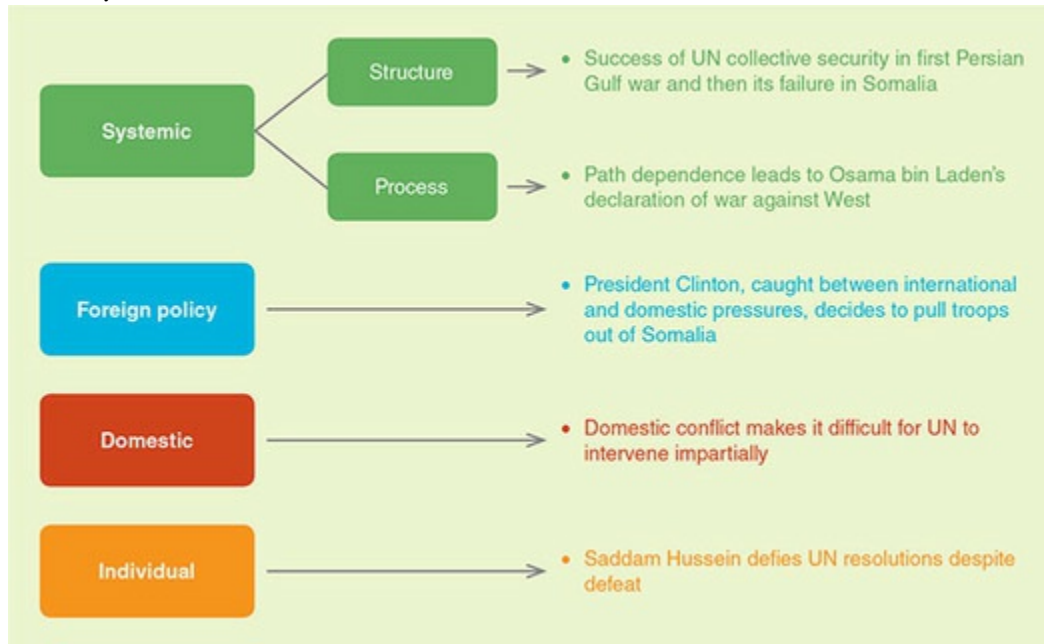 Structure
Success of UN collective security in first Persian
Gulf war and then its failure in Somalia
Systemic
Process
Path dependence leads to Osama bin Laden's
declaration of war against West
Foreign policy
President Clinton, caught between international
and domestic pressures, decides to pull troops
out of Somalia
Domestic
Domestic conflict makes it difficult for UN to
intervene impartially
Individual
Saddam Hussein defies UN resolutions despite
defeat